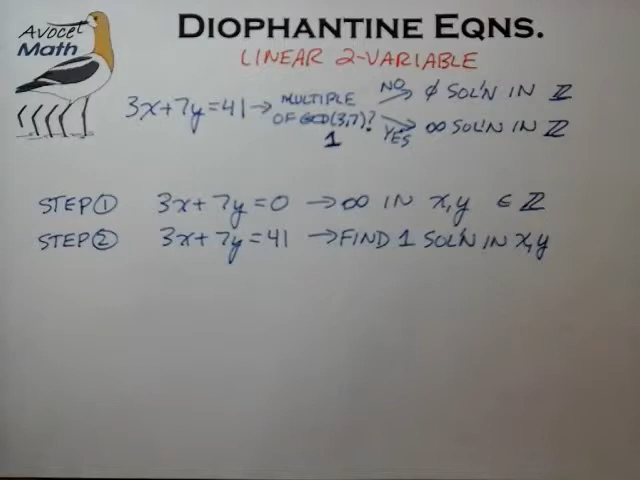 Avocet
Math
DIOPHANTINE EQNS.
LINEAR 2-VARIABLE
3x+7y=41→ MULTIPLE OF GCD(3,7)?
1
NO → ∅ SOL'N IN ℤ
YES → ∞ SOL'N IN ℤ
STEP① 3x+7y=0 →∞ IN x,y ∈ ℤ
STEP② 3x+7y=41 →FIND 1 SOL'N IN x,y